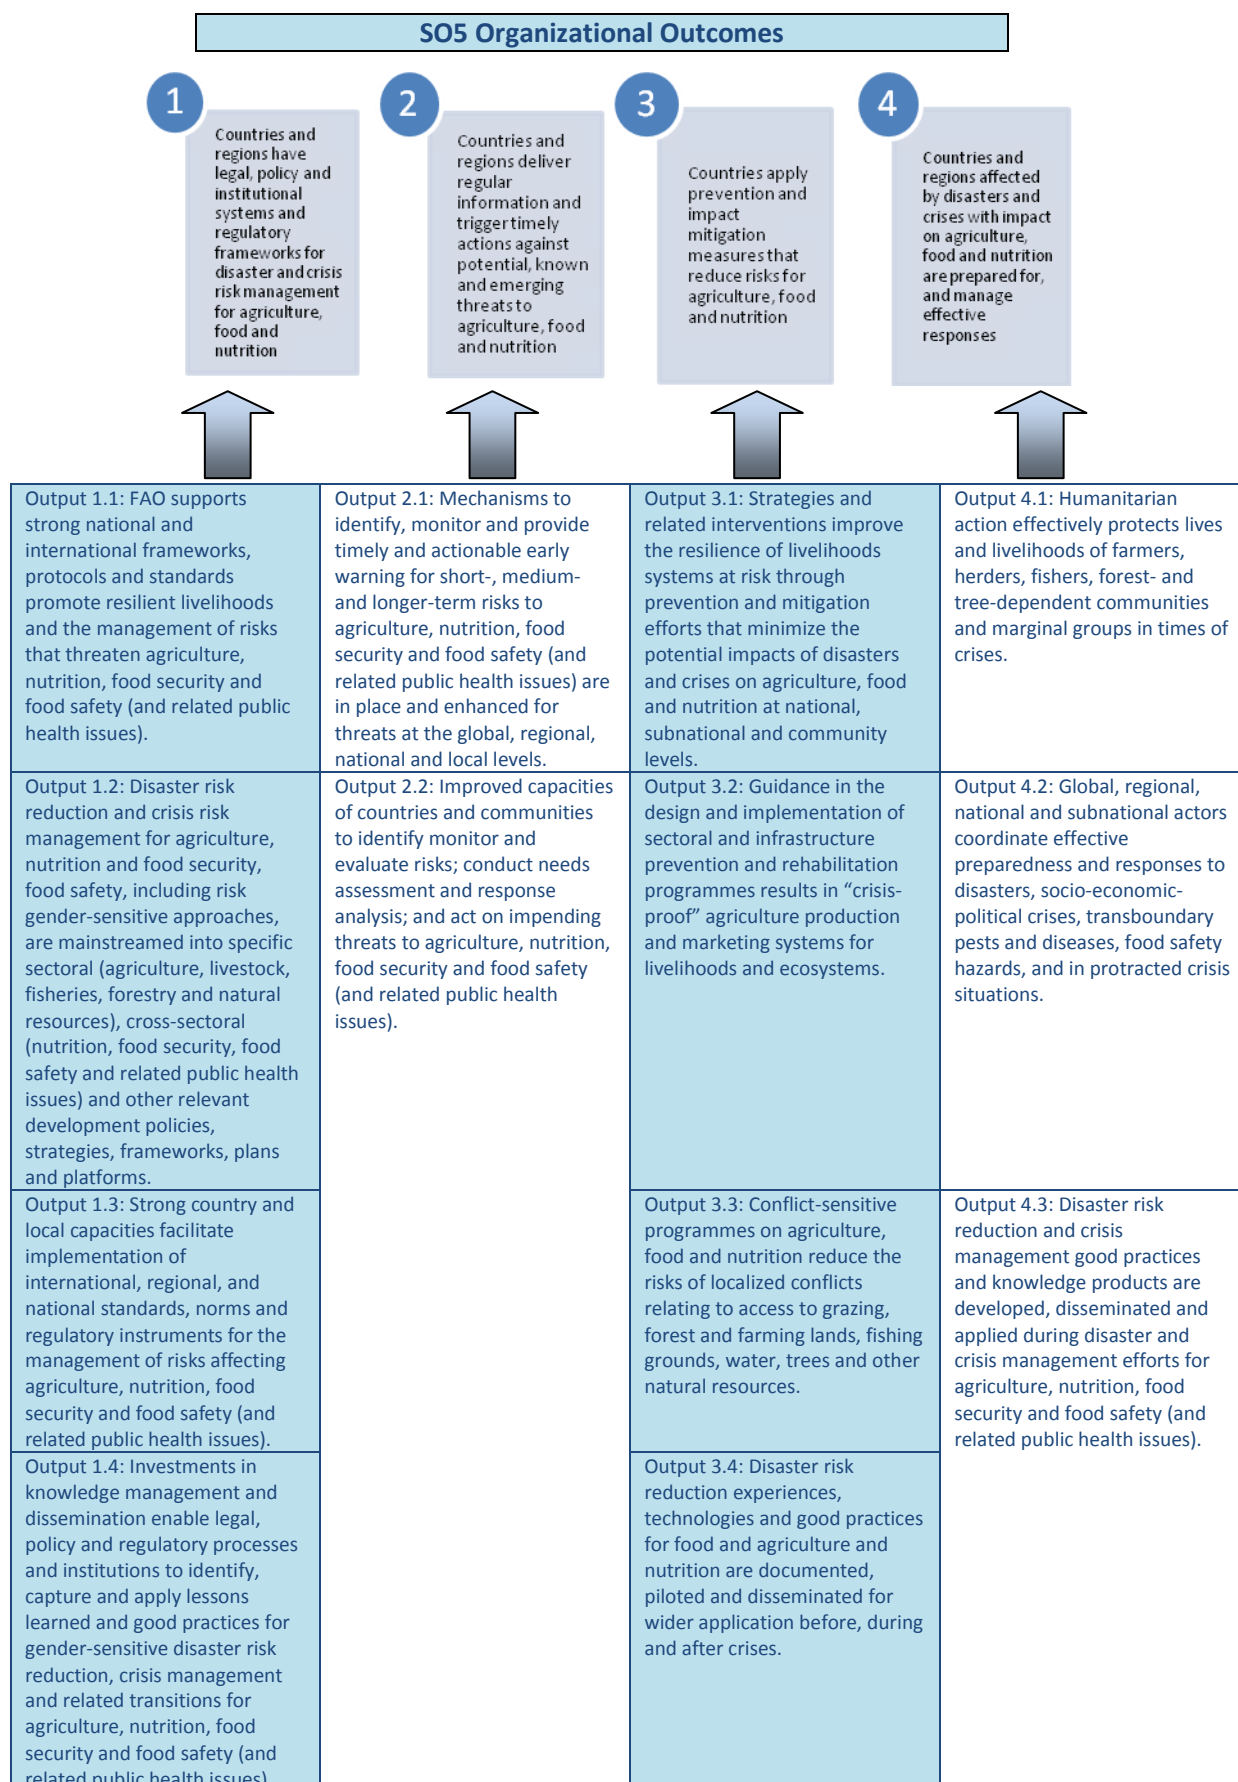 SO5 Organizational Outcomes
1
Countries and
regions have
legal, policy and
institutional
systems and
regulatory
frameworks for
disaster and crisis
risk management
for agriculture,
food and
nutrition
2
Countries and
regions deliver
regular
information and
trigger timely
actions against
potential, known
and emerging
threats to
agriculture, food
and nutrition
3
Countries apply
prevention and
impact
mitigation
measures that
reduce risks for
agriculture, food
and nutrition
4
Countries and
regions affected
by disasters and
crises with impact
on agriculture,
food and nutrition
are prepared for,
and manage
effective
responses
Output 1.1: FAO supports
strong national and
international frameworks,
protocols and standards
promote resilient livelihoods
and the management of risks
that threaten agriculture,
nutrition, food security and
food safety (and related public
health issues).
Output 2.1: Mechanisms to
identify, monitor and provide
timely and actionable early
warning for short-, medium-
and longer-term risks to
agriculture, nutrition, food
security and food safety (and
related public health issues) are
in place and enhanced for
threats at the global, regional,
national and local levels.
Output 3.1: Strategies and
related interventions improve
the resilience of livelihoods
systems at risk through
prevention and mitigation
efforts that minimize the
potential impacts of disasters
and crises on agriculture, food
and nutrition at national,
subnational and community
levels.
Output 4.1: Humanitarian
action effectively protects lives
and livelihoods of farmers,
herders, fishers, forest- and
tree-dependent communities
and marginal groups in times of
crises.
Output 1.2: Disaster risk
reduction and crisis risk
management for agriculture,
nutrition and food security,
food safety, including risk
gender-sensitive approaches,
are mainstreamed into specific
sectoral (agriculture, livestock,
fisheries, forestry and natural
resources), cross-sectoral
(nutrition, food security, food
safety and related public health
issues) and other relevant
development policies,
strategies, frameworks, plans
and platforms.
Output 2.2: Improved capacities
of countries and communities
to identify monitor and
evaluate risks; conduct needs
assessment and response
analysis; and act on impending
threats to agriculture, nutrition,
food security and food safety
(and related public health
issues).
Output 3.2: Guidance in the
design and implementation of
sectoral and infrastructure
prevention and rehabilitation
programmes results in “crisis-
proof” agriculture production
and marketing systems for
livelihoods and ecosystems.
Output 4.2: Global, regional,
national and subnational actors
coordinate effective
preparedness and responses to
disasters, socio-economic-
political crises, transboundary
pests and diseases, food safety
hazards, and in protracted crisis
situations.
Output 1.3: Strong country and
local capacities facilitate
implementation of
international, regional, and
national standards, norms and
regulatory instruments for the
management of risks affecting
agriculture, nutrition, food
security and food safety (and
related public health issues).
Output 3.3: Conflict-sensitive
programmes on agriculture,
food and nutrition reduce the
risks of localized conflicts
relating to access to grazing,
forest and farming lands, fishing
grounds, water, trees and other
natural resources.
Output 4.3: Disaster risk
reduction and crisis
management good practices
and knowledge products are
developed, disseminated and
applied during disaster and
crisis management efforts for
agriculture, nutrition, food
security and food safety (and
related public health issues).
Output 1.4: Investments in
knowledge management and
dissemination enable legal,
policy and regulatory processes
and institutions to identify,
capture and apply lessons
learned and good practices for
gender-sensitive disaster risk
reduction, crisis management
and related transitions for
agriculture, nutrition, food
security and food safety (and
related public health issues)
Output 3.4: Disaster risk
reduction experiences,
technologies and good practices
for food and agriculture and
nutrition are documented,
piloted and disseminated for
wider application before, during
and after crises.